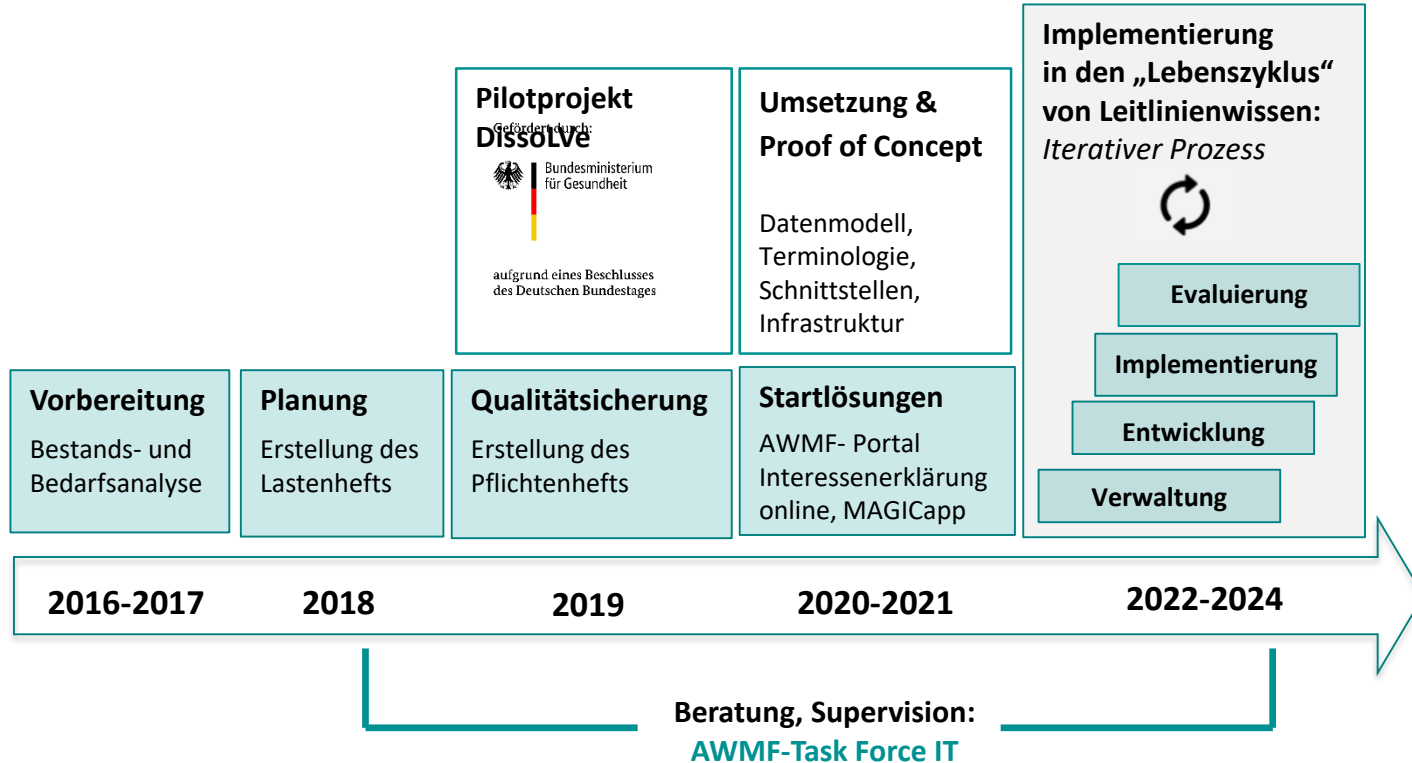 Pilotprojekt
DissoLVe
Gefördert durch:
Bundesministerium
für Gesundheit
aufgrund eines Beschlusses
des Deutschen Bundestages
Umsetzung &
Proof of Concept
Datenmodell,
Terminologie,
Schnittstellen,
Infrastruktur
Implementierung
in den „Lebenszyklus“
von Leitlinienwissen:
Iterativer Prozess
Evaluierung
Implementierung
Entwicklung
Verwaltung
Vorbereitung
Bestands- und
Bedarfsanalyse
Planung
Erstellung des
Lastenhefts
Qualitätsicherung
Erstellung des
Pflichtenhefts
Startlösungen
AWMF- Portal
Interessenerklärung
online, MAGICapp
2016-2017
2018
2019
2020-2021
2022-2024
Beratung, Supervision:
AWMF-Task Force IT